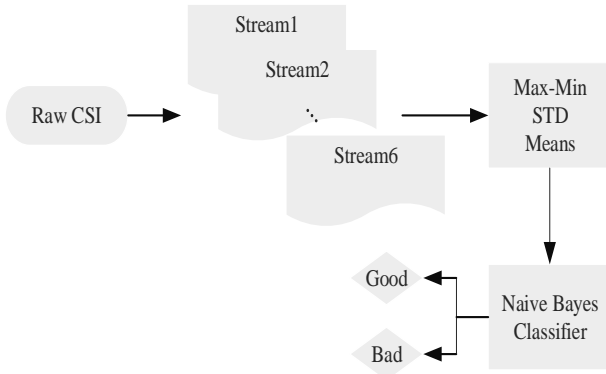 Stream1
Stream2
Raw CSI
Stream6
Max-Min
STD
Means
Good
Naive Bayes
Classifier
Bad